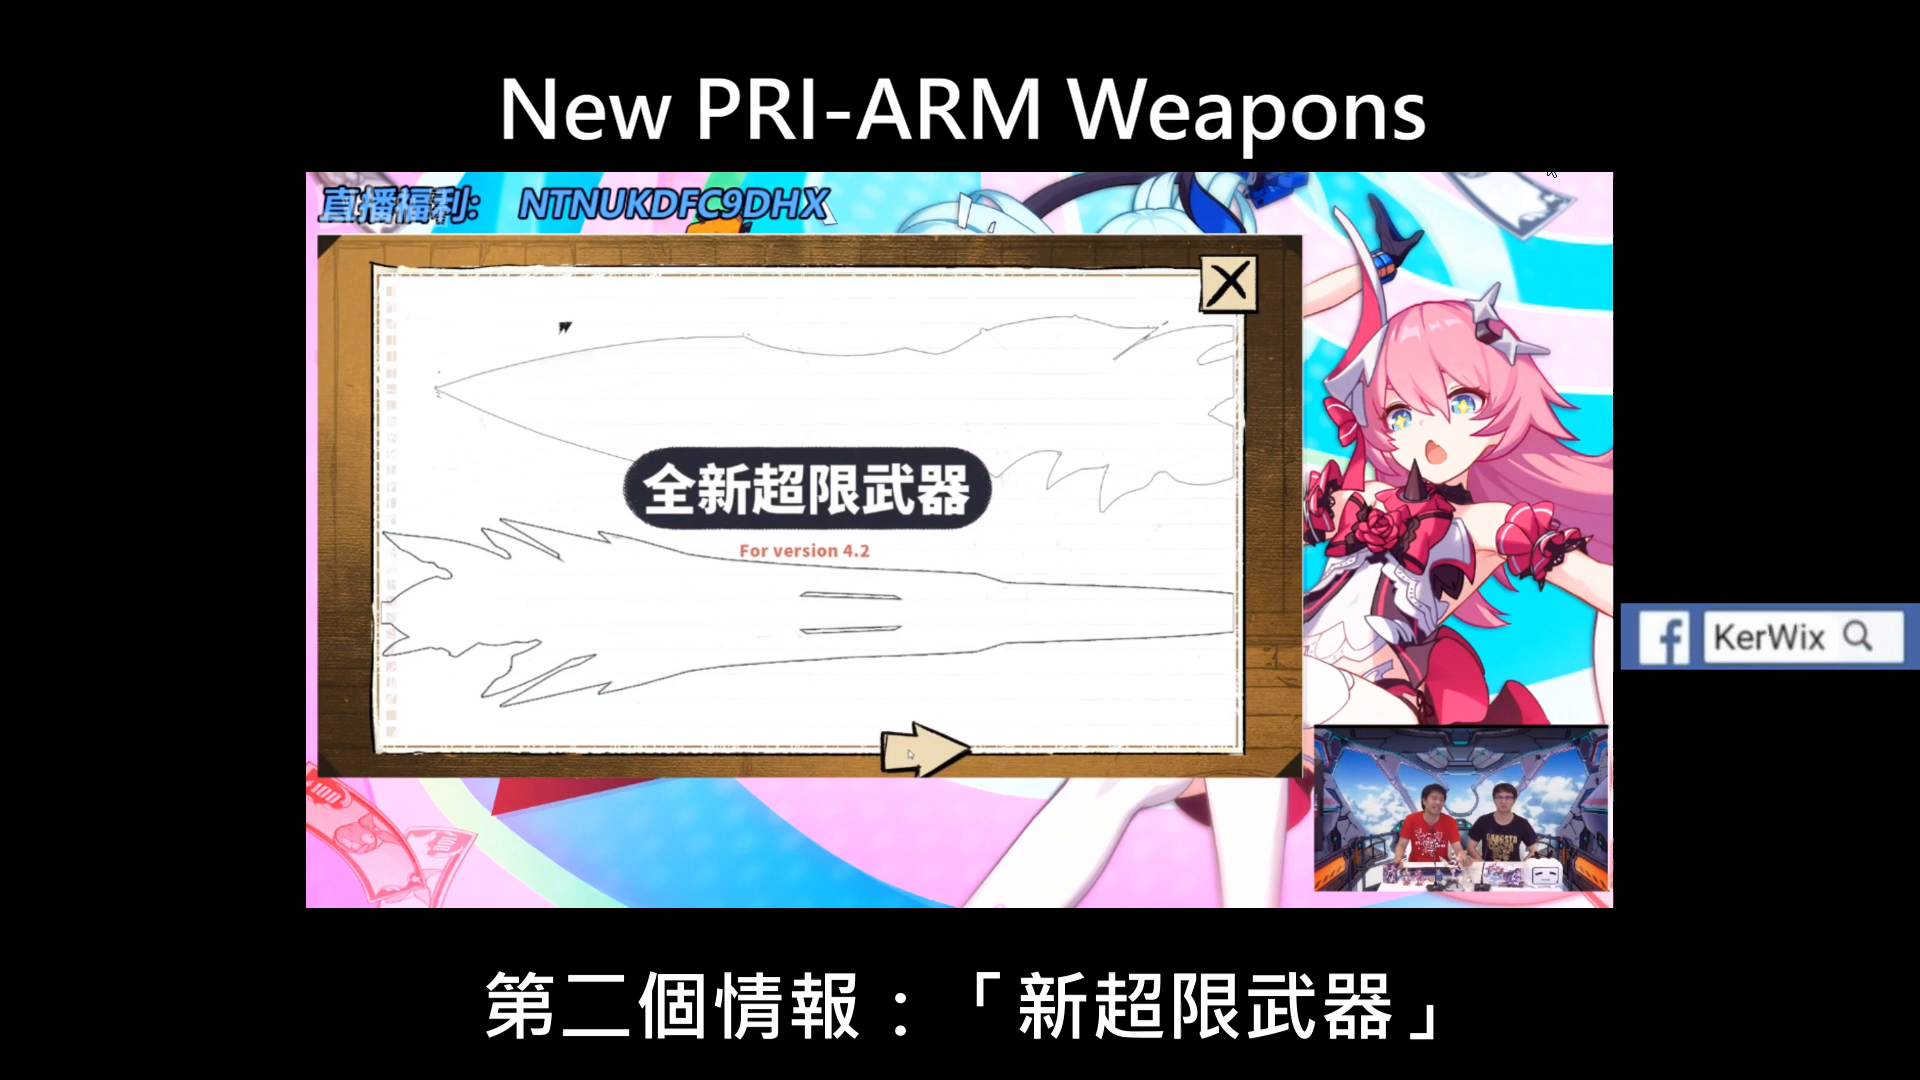 New PRI-ARM Weapons
直播福利: NTNUKDFC9DHX
全新超限武器
For version 4.2
f KerWix
第二個情報：「新超限武器」